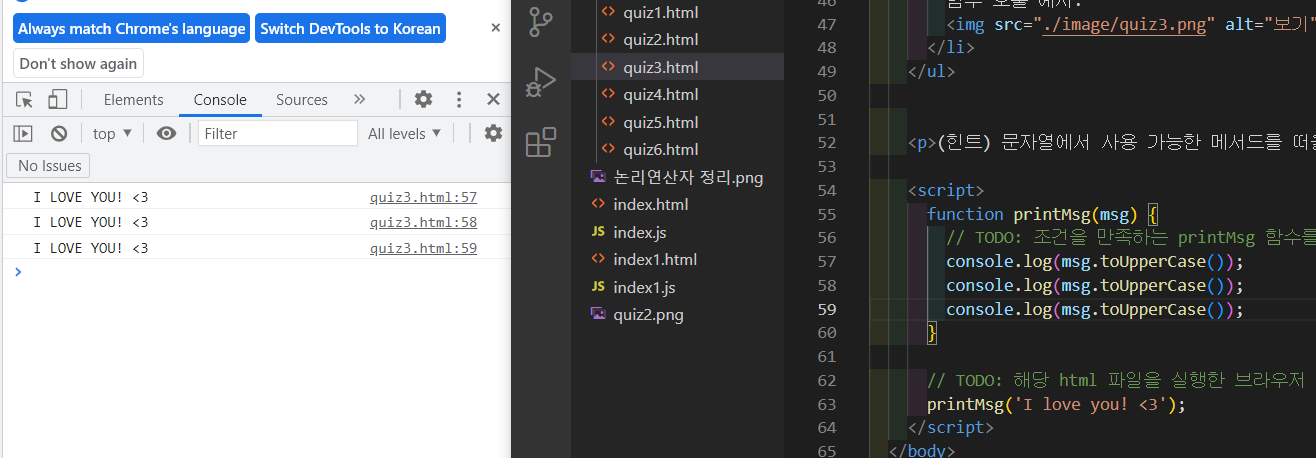 Always match Chrome's language
Switch DevTools to Korean
Don't show again
Elements
Console
Sources
top
Filter
All levels
No Issues
I LOVE YOU! <3 quiz3.html:57
I LOVE YOU! <3 quiz3.html:58
I LOVE YOU! <3 quiz3.html:59
quiz1.html
quiz2.html
quiz3.html
quiz4.html
quiz5.html
quiz6.html
논리연산자 정리.png
index.html
index.js
index1.html
index1.js
quiz2.png
46 함수 호출 예시:
47 <img src="./image/quiz3.png" alt="보기"
48 </li>
49 </ul>
50
51
52 <p>(힌트) 문자열에서 사용 가능한 메서드를
53
54 <script>
55 function printMsg(msg) {
56 // TODO: 조건을 만족하는 printMsg 함수를
57 console.log(msg.toUpperCase());
58 console.log(msg.toUpperCase());
59 console.log(msg.toUpperCase());
60 }
61
62 // TODO: 해당 html 파일을 실행한 브라우저
63 printMsg('I love you! <3');
64 </script>
65 </body>